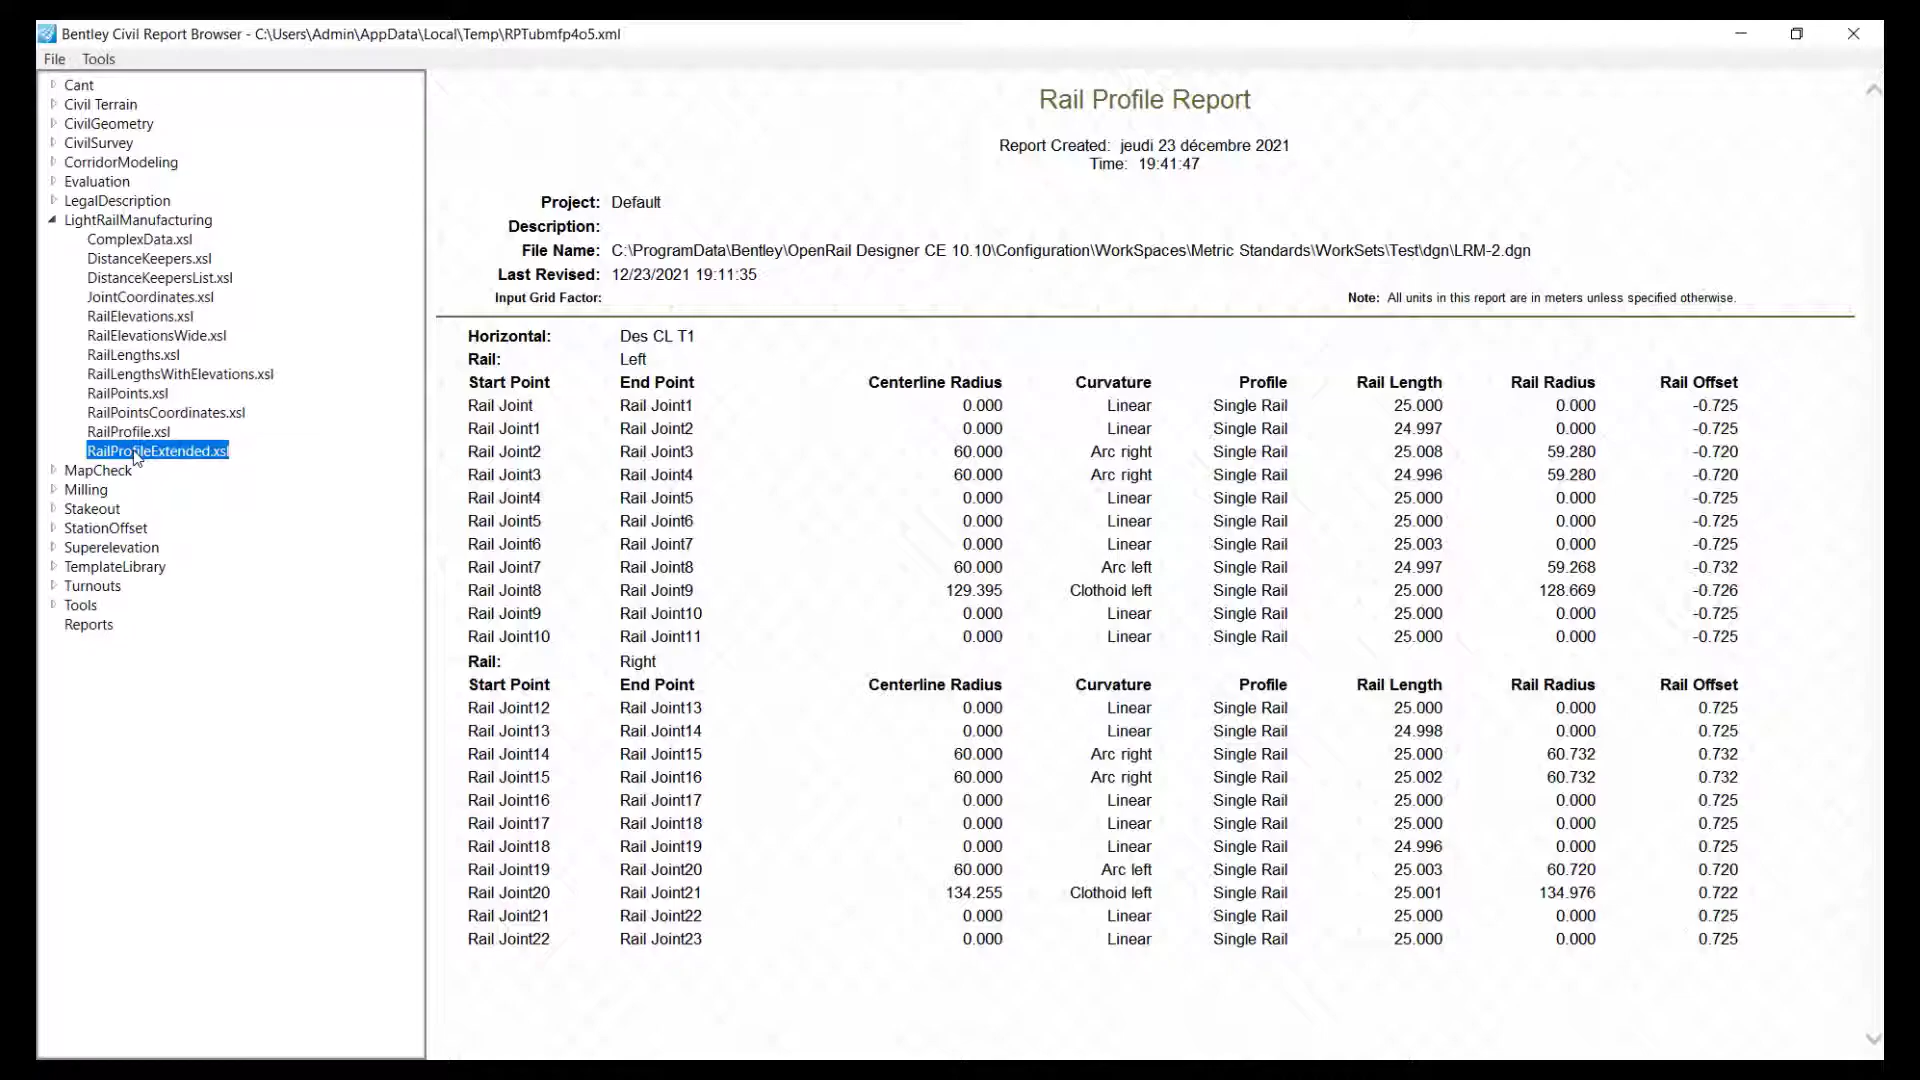 Bentley Civil Report Browser - C:\Users\Admin\AppData\Local\Temp\RPTubmfp4o5.xml
File Tools
Cant
Civil Terrain
CivilGeometry
CivilSurvey
CorridorModeling
Evaluation
LegalDescription
LightRailManufacturing
ComplexData.xsl
DistanceKeepers.xsl
DistanceKeepersList.xsl
JointCoordinates.xsl
RailElevations.xsl
RailElevationsWide.xsl
RailLengths.xsl
RailLengthsWithElevations.xsl
RailPoints.xsl
RailPointsCoordinates.xsl
RailProfile.xsl
RailProfileExtended.xsl
MapCheck
Milling
Stakeout
StationOffset
Superelevation
TemplateLibrary
Turnouts
Tools
Reports
Rail Profile Report
Report Created: jeudi 23 décembre 2021
Time: 19:41:47
Project: Default
Description:
File Name: C:\ProgramData\Bentley\OpenRail Designer CE 10.10\Configuration\WorkSpaces\Metric Standards\WorkSets\Test\dgn\LRM-2.dgn
Last Revised: 12/23/2021 19:11:35
Input Grid Factor: Note: All units in this report are in meters unless specified otherwise.
Horizontal: Des CL T1
Rail: Left
Start Point End Point Centerline Radius Curvature Profile Rail Length Rail Radius Rail Offset
Rail Joint Rail Joint1 0.000 Linear Single Rail 25.000 0.000 -0.725
Rail Joint1 Rail Joint2 0.000 Linear Single Rail 24.997 0.000 -0.725
Rail Joint2 Rail Joint3 60.000 Arc right Single Rail 25.008 59.280 -0.720
Rail Joint3 Rail Joint4 60.000 Arc right Single Rail 24.996 59.280 -0.720
Rail Joint4 Rail Joint5 0.000 Linear Single Rail 25.000 0.000 -0.725
Rail Joint5 Rail Joint6 0.000 Linear Single Rail 25.000 0.000 -0.725
Rail Joint6 Rail Joint7 0.000 Linear Single Rail 25.003 0.000 -0.725
Rail Joint7 Rail Joint8 60.000 Arc left Single Rail 24.997 59.268 -0.732
Rail Joint8 Rail Joint9 129.395 Clothoid left Single Rail 25.000 128.669 -0.726
Rail Joint9 Rail Joint10 0.000 Linear Single Rail 25.000 0.000 -0.725
Rail Joint10 Rail Joint11 0.000 Linear Single Rail 25.000 0.000 -0.725
Rail: Right
Start Point End Point Centerline Radius Curvature Profile Rail Length Rail Radius Rail Offset
Rail Joint12 Rail Joint13 0.000 Linear Single Rail 25.000 0.000 0.725
Rail Joint13 Rail Joint14 0.000 Linear Single Rail 24.998 0.000 0.725
Rail Joint14 Rail Joint15 60.000 Arc right Single Rail 25.000 60.732 0.732
Rail Joint15 Rail Joint16 60.000 Arc right Single Rail 25.002 60.732 0.732
Rail Joint16 Rail Joint17 0.000 Linear Single Rail 25.000 0.000 0.725
Rail Joint17 Rail Joint18 0.000 Linear Single Rail 25.000 0.000 0.725
Rail Joint18 Rail Joint19 0.000 Linear Single Rail 24.996 0.000 0.725
Rail Joint19 Rail Joint20 60.000 Arc left Single Rail 25.003 60.720 0.720
Rail Joint20 Rail Joint21 134.255 Clothoid left Single Rail 25.001 134.976 0.722
Rail Joint21 Rail Joint22 0.000 Linear Single Rail 25.000 0.000 0.725
Rail Joint22 Rail Joint23 0.000 Linear Single Rail 25.000 0.000 0.725